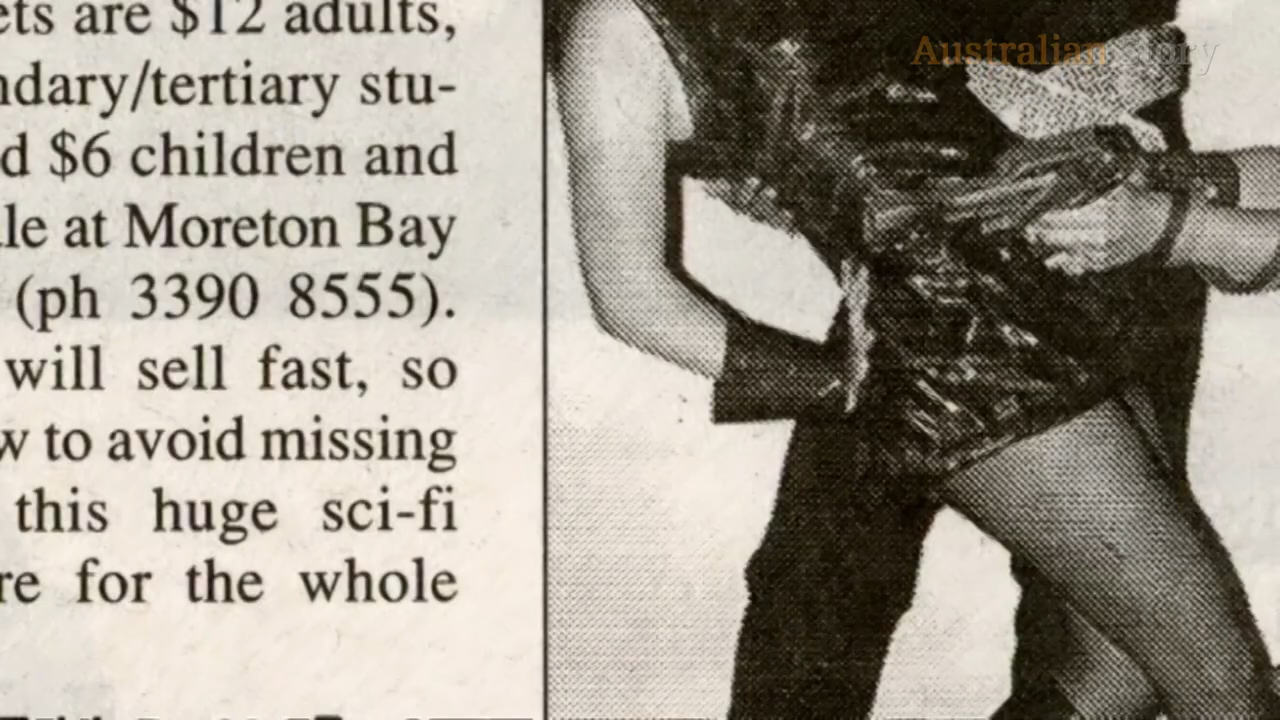 ets are $12 adults,
ndary/tertiary stu-
d $6 children and
le at Moreton Bay
(ph 3390 8555).
will sell fast, so
w to avoid missing
this huge sci-fi
re for the whole
Australian Story